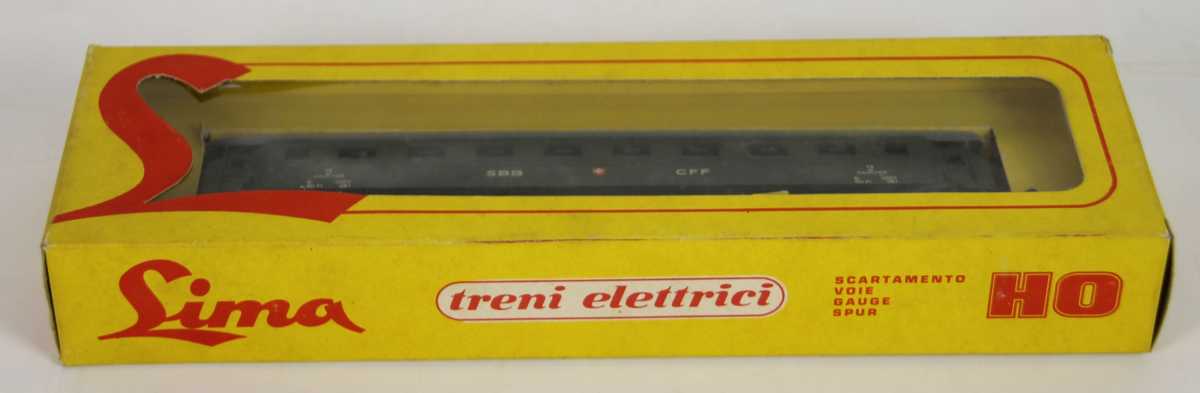 SBB CFF
Lima
treni elettrici
SCARTAMENTO
VOIE
GAUGE
SPUR
HO